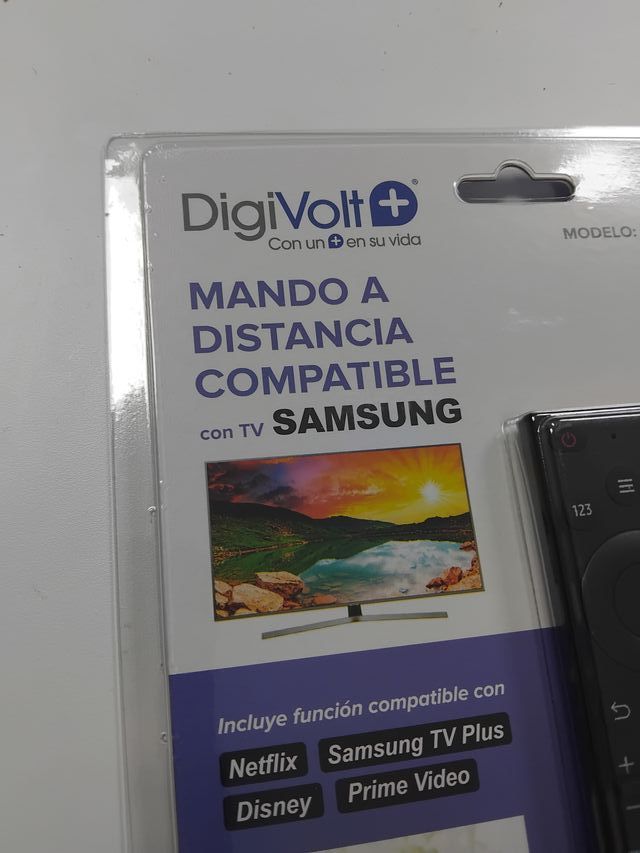 DigiVolt+®
Con un + en su vida
MODELO:
MANDO A
DISTANCIA
COMPATIBLE
con TV SAMSUNG
123
Incluye función compatible con
Netflix Samsung TV Plus
Disney Prime Video